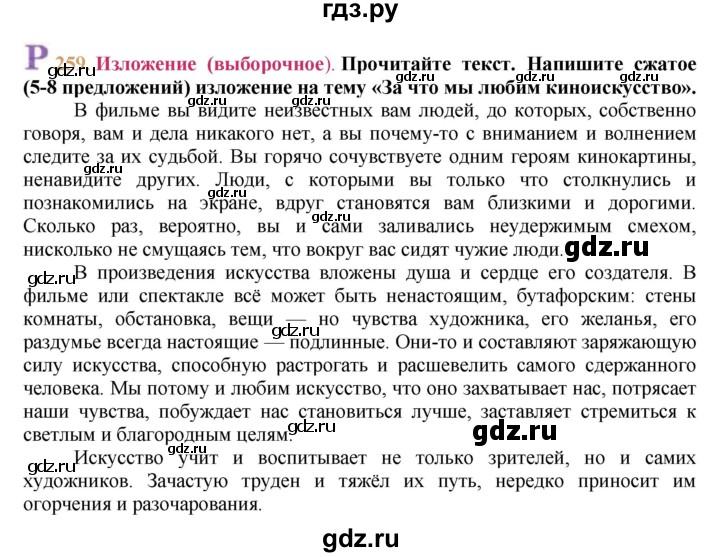 гдз.ру
Р 259. Изложение (выборочное). Прочитайте текст. Напишите сжатое
(5-8 предложений) изложение на тему «За что мы любим киноискусство».
В фильме вы видите неизвестных вам людей, до которых, собственно
говоря, вам и дела никакого нет, а вы почему-то с вниманием и волнением
следите за их судьбой. Вы горячо сочувствуете одним героям кинокартины,
ненавидите других. Люди, с которыми вы только что столкнулись и
познакомились на экране, вдруг становятся вам близкими и дорогими.
Сколько раз, вероятно, вы и сами заливались неудержимым смехом,
нисколько не смущаясь тем, что вокруг вас сидят чужие люди.
В произведения искусства вложены душа и сердце его создателя. В
фильме или спектакле всё может быть ненастоящим, бутафорским: стены
комнаты, обстановка, вещи — но чувства художника, его желанья, его
раздумье всегда настоящие — подлинные. Они-то и составляют заряжающую
силу искусства, способную растрогать и расшевелить самого сдержанного
человека. Мы потому и любим искусство, что оно захватывает нас, потрясает
наши чувства, побуждает нас становиться лучше, заставляет стремиться к
светлым и благородным целям.
Искусство учит и воспитывает не только зрителей, но и самих
художников. Зачастую труден и тяжёл их путь, нередко приносит им
огорчения и разочарования.
gdz.ru
gdz.ru
gdz.ru
gdz.ru
gdz.ru
gdz.ru
gdz.ru
gdz.ru
gdz.ru
gdz.ru
gdz.ru
gdz.ru
gdz.ru